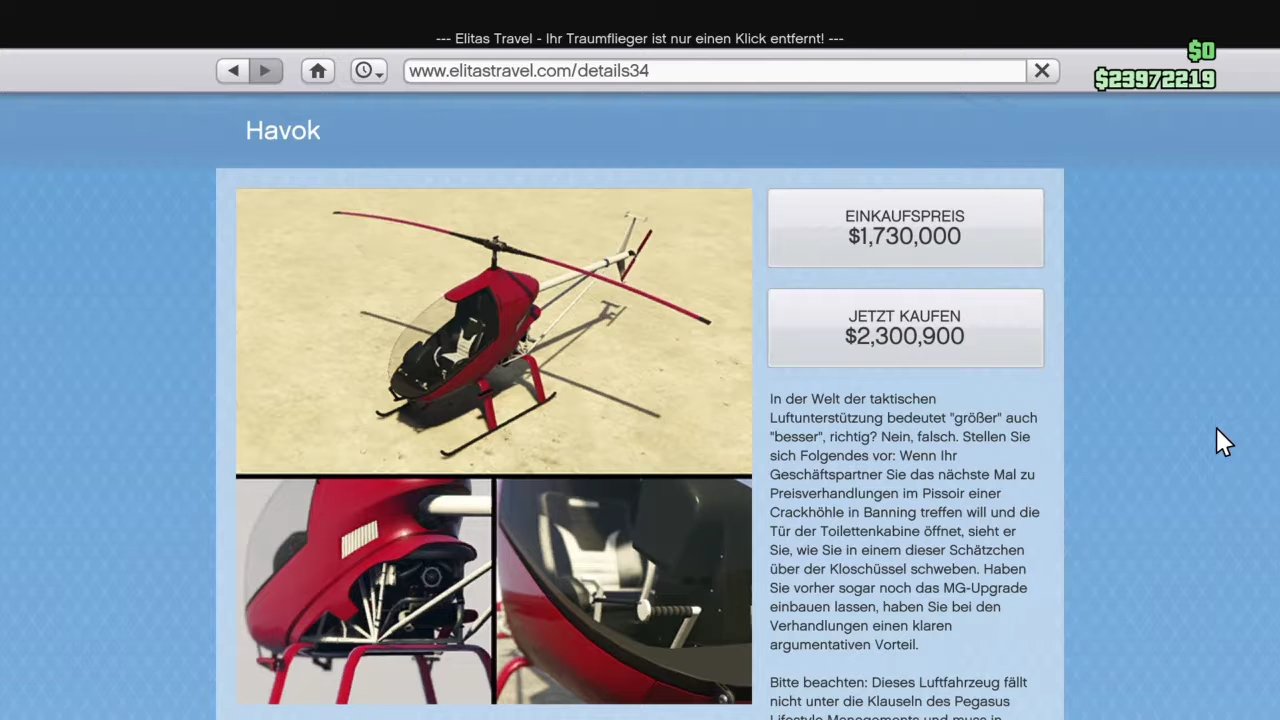 --- Elitas Travel - Ihr Traumflieger ist nur einen Klick entfernt! ---
$0
www.elitastravel.com/details34
$23972219
Havok
EINKAUFSPREIS
$1,730,000
JETZT KAUFEN
$2,300,900
In der Welt der taktischen
Luftunterstützung bedeutet "größer" auch
"besser", richtig? Nein, falsch. Stellen Sie
sich Folgendes vor: Wenn Ihr
Geschäftspartner Sie das nächste Mal zu
Preisverhandlungen im Pissoir einer
Crackhöhle in Banning treffen will und die
Tür der Toilettenkabine öffnet, sieht er
Sie, wie Sie in einem dieser Schätzchen
über der Kloschüssel schweben. Haben
Sie vorher sogar noch das MG-Upgrade
einbauen lassen, haben Sie bei den
Verhandlungen einen klaren
argumentativen Vorteil.
Bitte beachten: Dieses Luftfahrzeug fällt
nicht unter die Klauseln des Pegasus
Lifestyle Managements und muss in